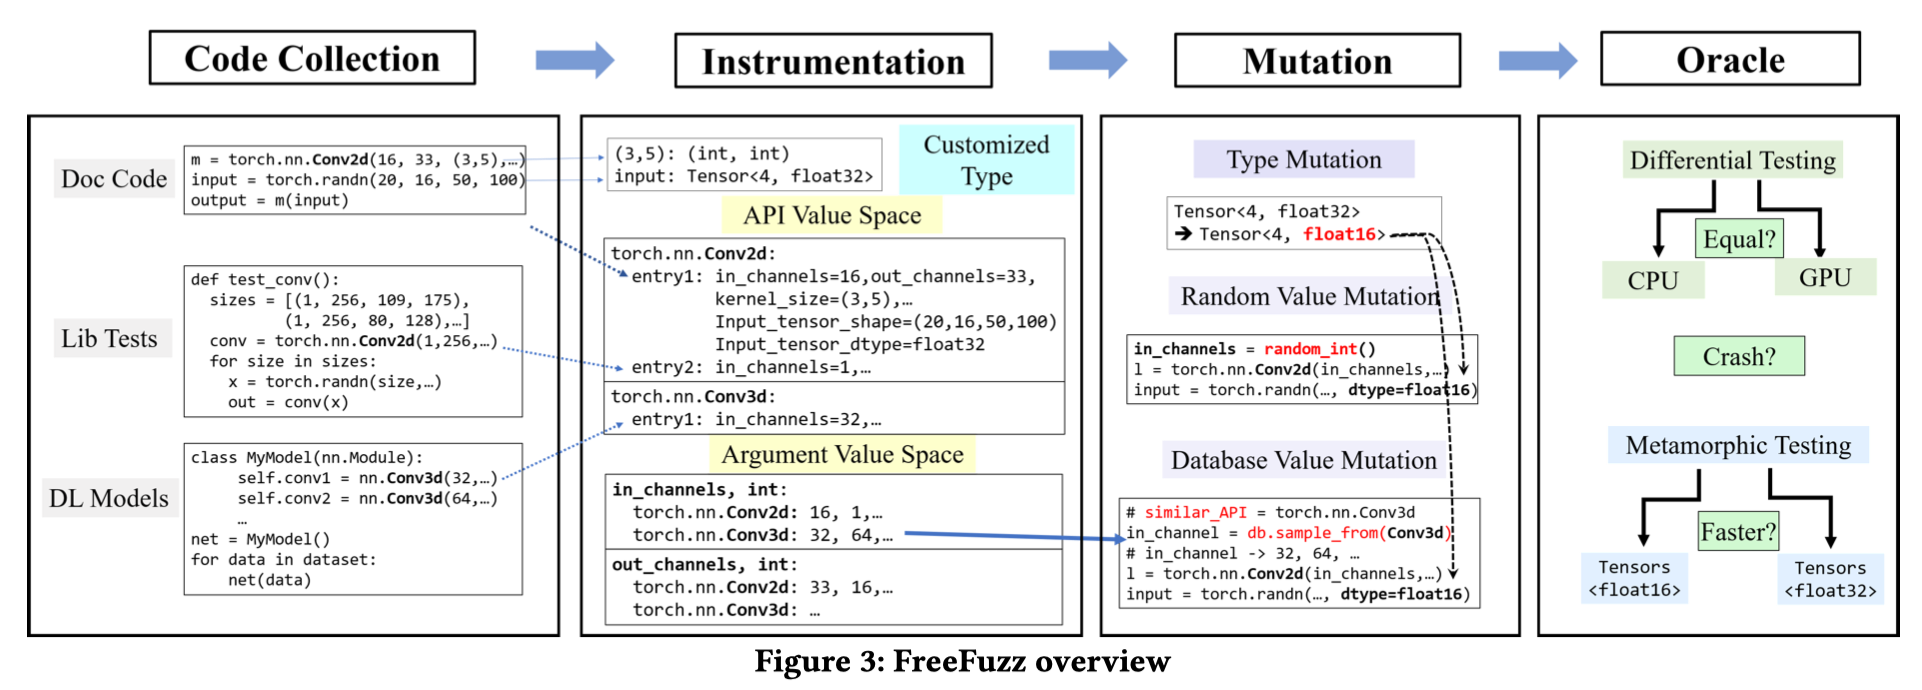 Code Collection
Instrumentation
Mutation
Oracle
Doc Code
m = torch.nn.Conv2d(16, 33, (3,5),…)
input = torch.randn(20, 16, 50, 100)
output = m(input)
Lib Tests
def test_conv():
sizes = [(1, 256, 109, 175),
(1, 256, 80, 128),…]
conv = torch.nn.Conv2d(1,256,…)
for size in sizes:
x = torch.randn(size,…)
out = conv(x)
DL Models
class MyModel(nn.Module):
self.conv1 = nn.Conv3d(32,…)
self.conv2 = nn.Conv3d(64,…)
…
net = MyModel()
for data in dataset:
net(data)
(3,5): (int, int)
input: Tensor<4, float32>
Customized
Type
API Value Space
torch.nn.Conv2d:
entry1: in_channels=16,out_channels=33,
kernel_size=(3,5),…
Input_tensor_shape=(20,16,50,100)
Input_tensor_dtype=float32
entry2: in_channels=1,…
torch.nn.Conv3d:
entry1: in_channels=32,…
Argument Value Space
in_channels, int:
torch.nn.Conv2d: 16, 1,…
torch.nn.Conv3d: 32, 64,…
out_channels, int:
torch.nn.Conv2d: 33, 16,…
torch.nn.Conv3d: …
Type Mutation
Tensor<4, float32>
➔ Tensor<4, float16>
Random Value Mutation
in_channels = random_int()
l = torch.nn.Conv2d(in_channels,…)
input = torch.randn(…, dtype=float16)
Database Value Mutation
# similar_API = torch.nn.Conv3d
in_channel = db.sample_from(Conv3d)
# in_channel -> 32, 64, …
l = torch.nn.Conv2d(in_channels,…)
input = torch.randn(…, dtype=float16)
Differential Testing
Equal?
CPU
GPU
Crash?
Metamorphic Testing
Faster?
Tensors
<float16>
Tensors
<float32>
Figure 3: FreeFuzz overview